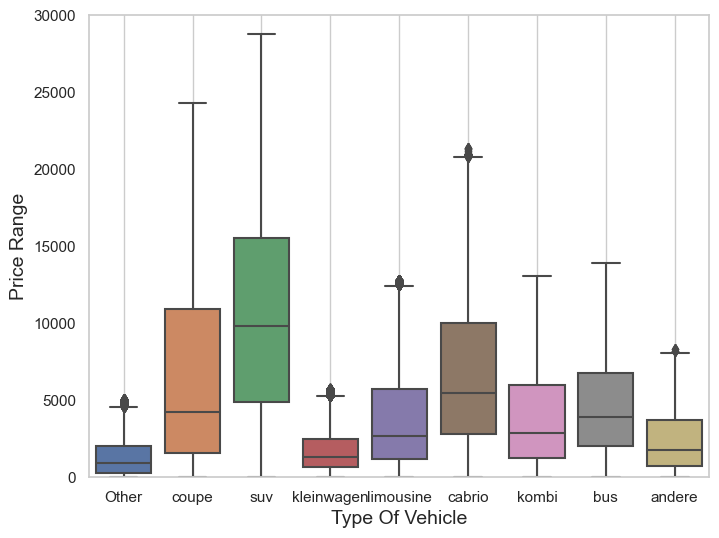 30000
25000
20000
15000
10000
5000
0
Price Range
Other coupe suv kleinwagen limousine cabrio kombi bus andere
Type Of Vehicle